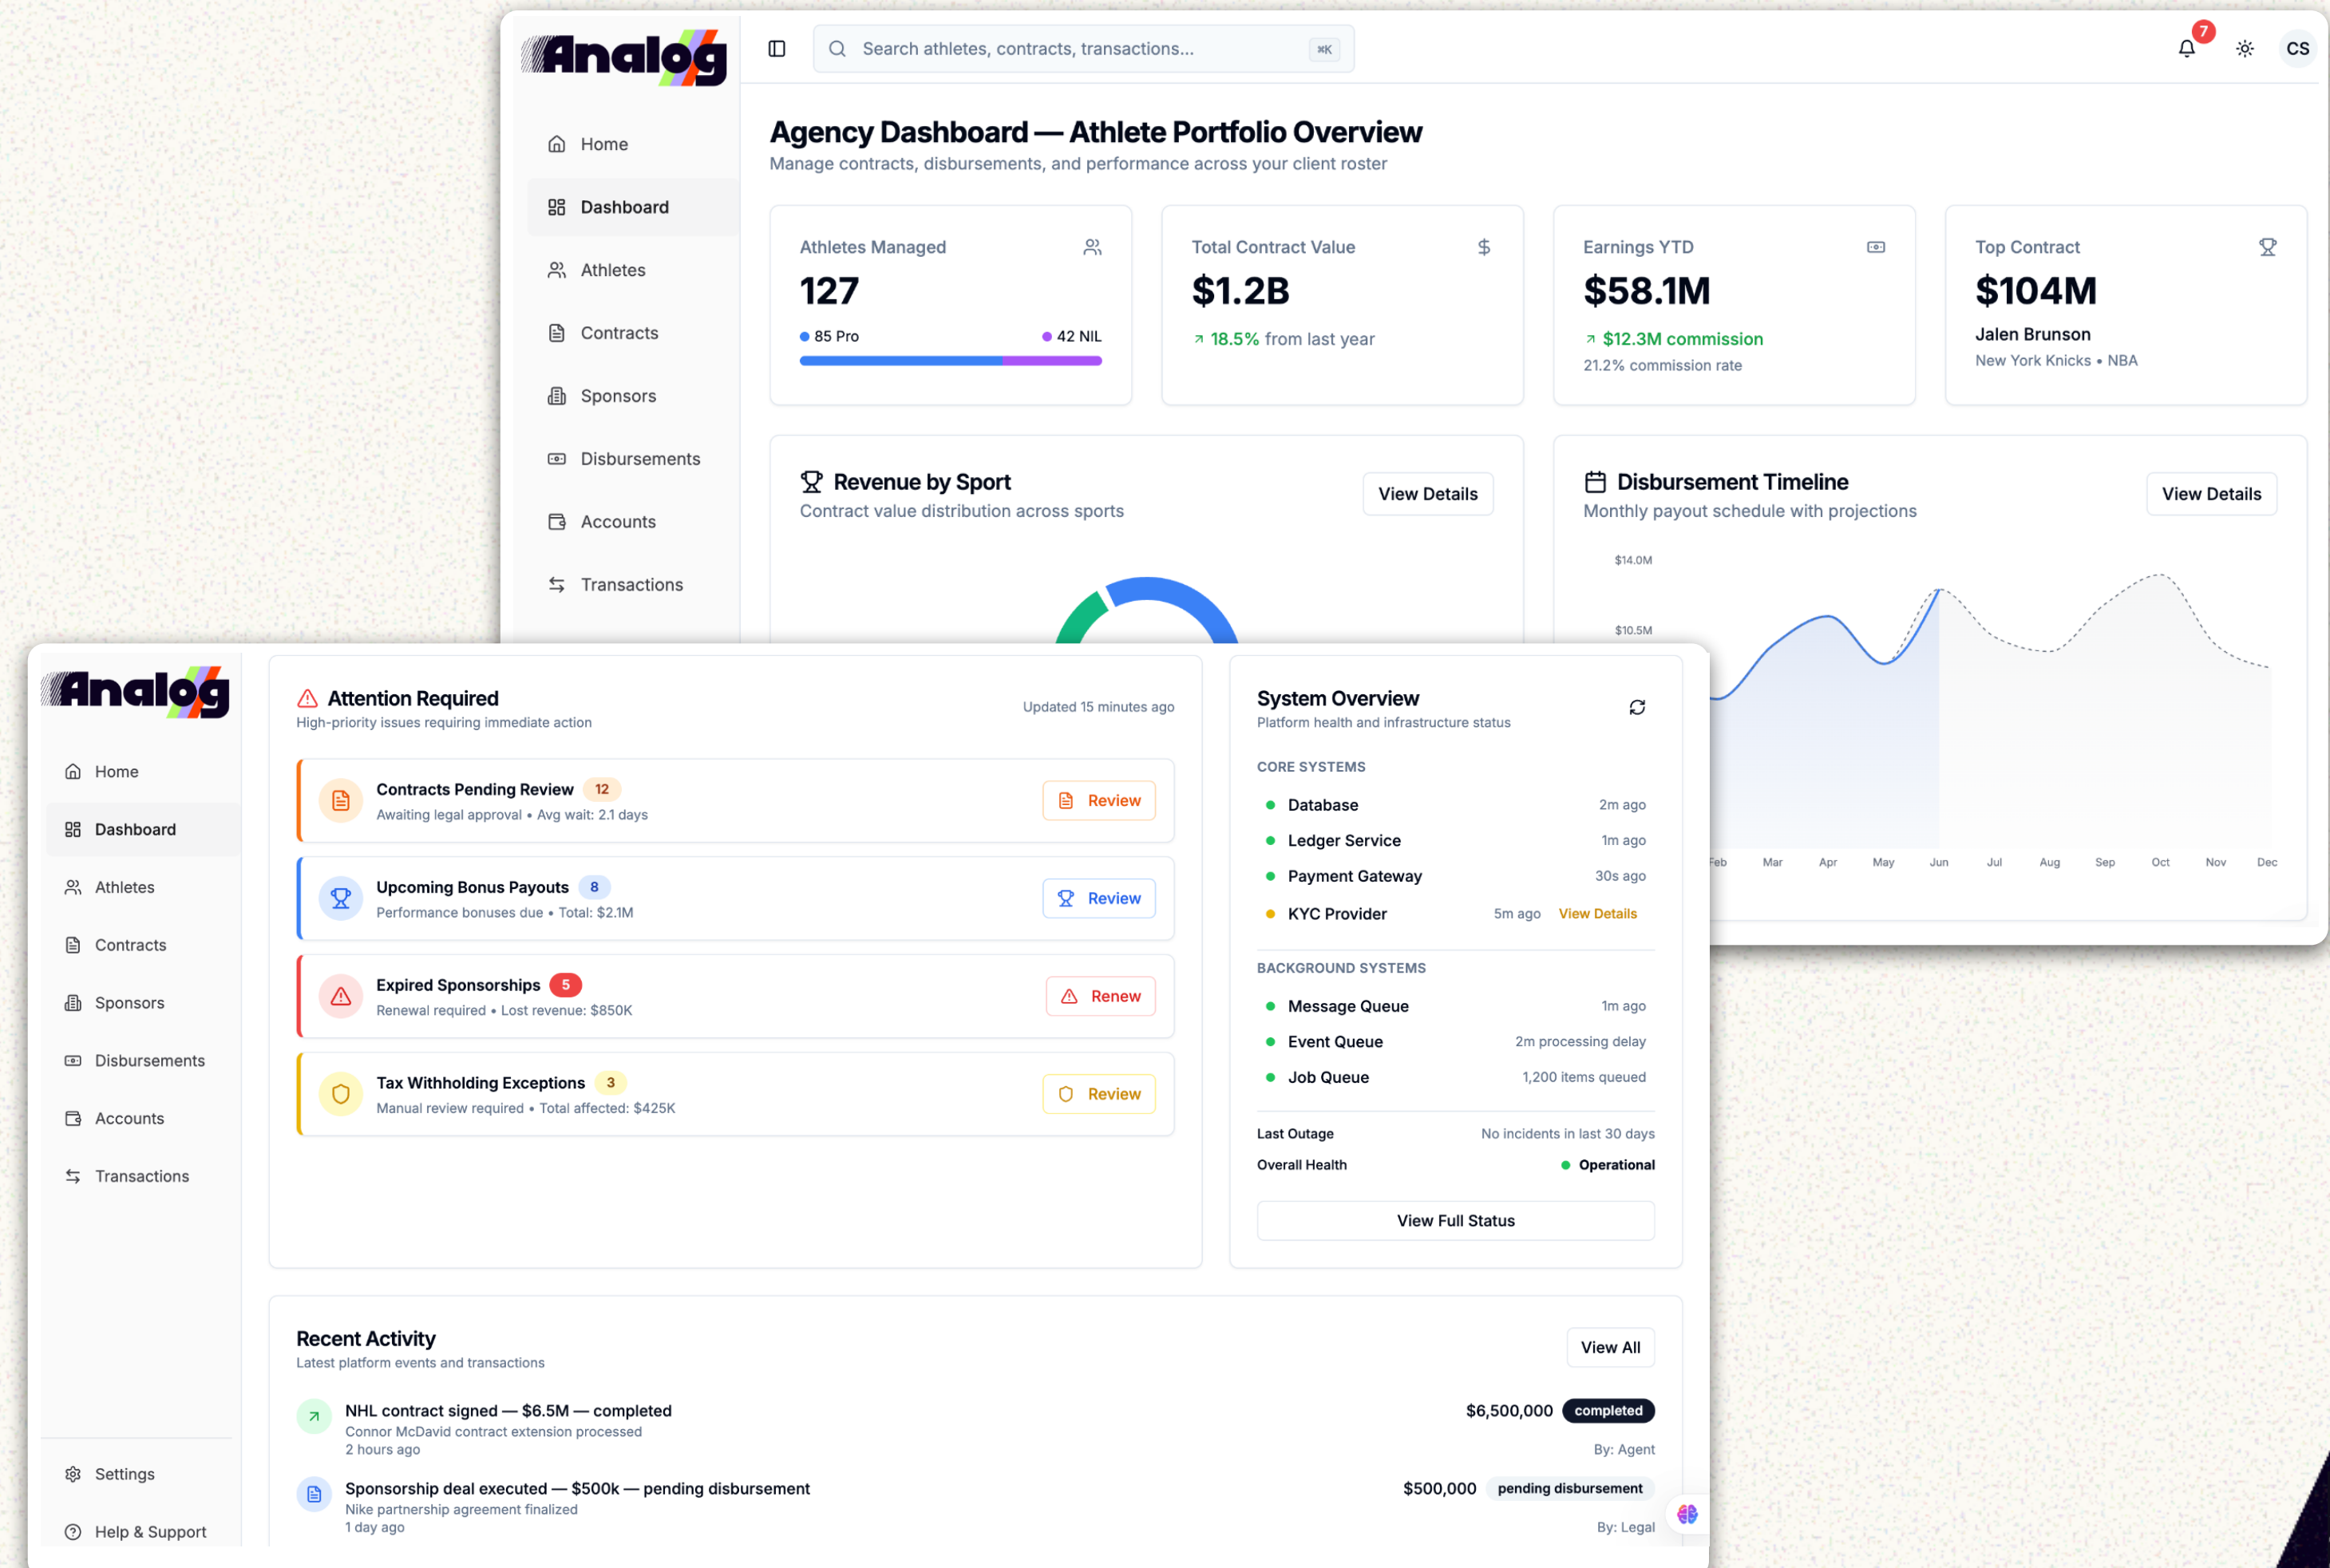 Analog
Search athletes, contracts, transactions...
⌘K
7
CS
Home
Dashboard
Athletes
Contracts
Sponsors
Disbursements
Accounts
Transactions
Agency Dashboard — Athlete Portfolio Overview
Manage contracts, disbursements, and performance across your client roster
Athletes Managed
127
85 Pro
42 NIL
Total Contract Value
$1.2B
18.5% from last year
Earnings YTD
$58.1M
$12.3M commission
21.2% commission rate
Top Contract
$104M
Jalen Brunson
New York Knicks • NBA
Revenue by Sport
Contract value distribution across sports
View Details
Disbursement Timeline
Monthly payout schedule with projections
View Details
$14.0M
$10.5M
Feb
Mar
Apr
May
Jun
Jul
Aug
Sep
Oct
Nov
Dec
Analog
Home
Dashboard
Athletes
Contracts
Sponsors
Disbursements
Accounts
Transactions
Settings
Help & Support
Attention Required
High-priority issues requiring immediate action
Updated 15 minutes ago
Contracts Pending Review 12
Awaiting legal approval • Avg wait: 2.1 days
Review
Upcoming Bonus Payouts 8
Performance bonuses due • Total: $2.1M
Review
Expired Sponsorships 5
Renewal required • Lost revenue: $850K
Renew
Tax Withholding Exceptions 3
Manual review required • Total affected: $425K
Review
System Overview
Platform health and infrastructure status
CORE SYSTEMS
Database 2m ago
Ledger Service 1m ago
Payment Gateway 30s ago
KYC Provider 5m ago View Details
BACKGROUND SYSTEMS
Message Queue 1m ago
Event Queue 2m processing delay
Job Queue 1,200 items queued
Last Outage No incidents in last 30 days
Overall Health Operational
View Full Status
Recent Activity
Latest platform events and transactions
View All
NHL contract signed — $6.5M — completed
Connor McDavid contract extension processed
2 hours ago
$6,500,000 completed
By: Agent
Sponsorship deal executed — $500k — pending disbursement
Nike partnership agreement finalized
1 day ago
$500,000 pending disbursement
By: Legal